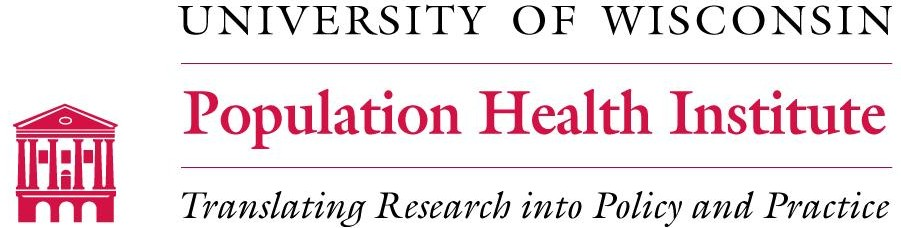 UNIVERSITY OF WISCONSIN
Population Health Institute
Translating Research into Policy and Practice